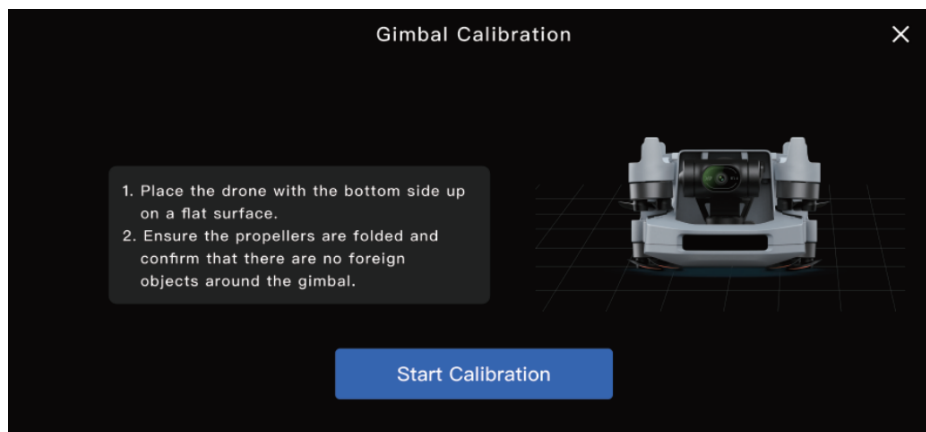 Gimbal Calibration
1. Place the drone with the bottom side up
on a flat surface.
2. Ensure the propellers are folded and
confirm that there are no foreign
objects around the gimbal.
Start Calibration